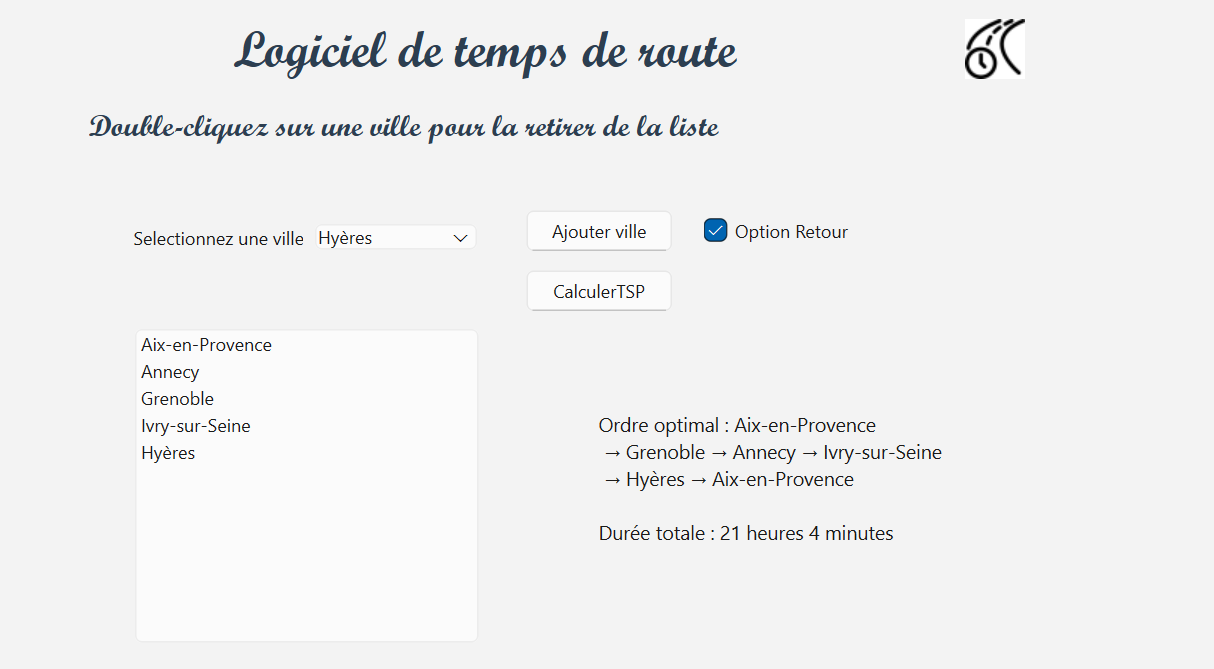 Logiciel de temps de route
Double-cliquez sur une ville pour la retirer de la liste
Selectionnez une ville
Hyères
Ajouter ville
Option Retour
CalculerTSP
Aix-en-Provence
Annecy
Grenoble
Ivry-sur-Seine
Hyères
Ordre optimal : Aix-en-Provence
→ Grenoble → Annecy → Ivry-sur-Seine
→ Hyères → Aix-en-Provence
Durée totale : 21 heures 4 minutes